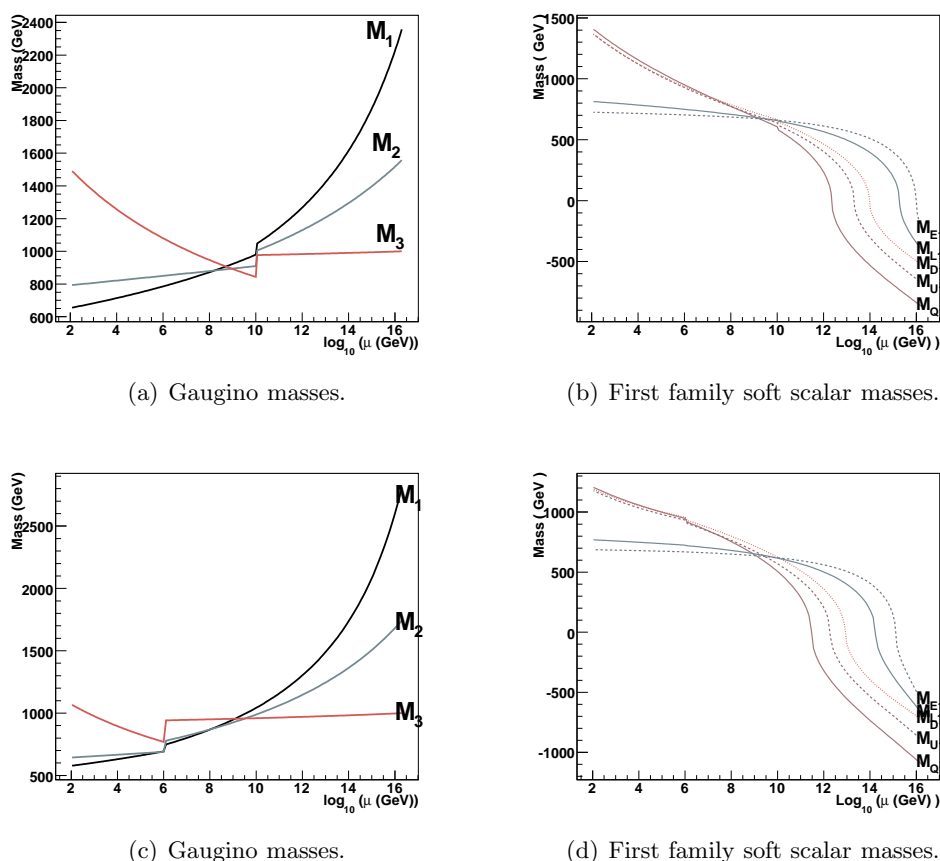 Mass (GeV)
2400
2200
2000
1800
1600
1400
1200
1000
800
600
M1
M2
M3
2 4 6 8 10 12 14 16
log10 (μ (GeV))
(a) Gaugino masses.
Mass ( GeV )
1500
1000
500
0
-500
ME
ML
MD
MU
MQ
2 4 6 8 10 12 14 16
Log10 (μ (GeV) )
(b) First family soft scalar masses.
Mass (GeV)
2500
2000
1500
1000
500
M1
M2
M3
2 4 6 8 10 12 14 16
log10 (μ (GeV))
(c) Gaugino masses.
Mass ( GeV )
1000
500
0
-500
-1000
ME
ML
MD
MU
MQ
2 4 6 8 10 12 14 16
Log10 (μ (GeV) )
(d) First family soft scalar masses.